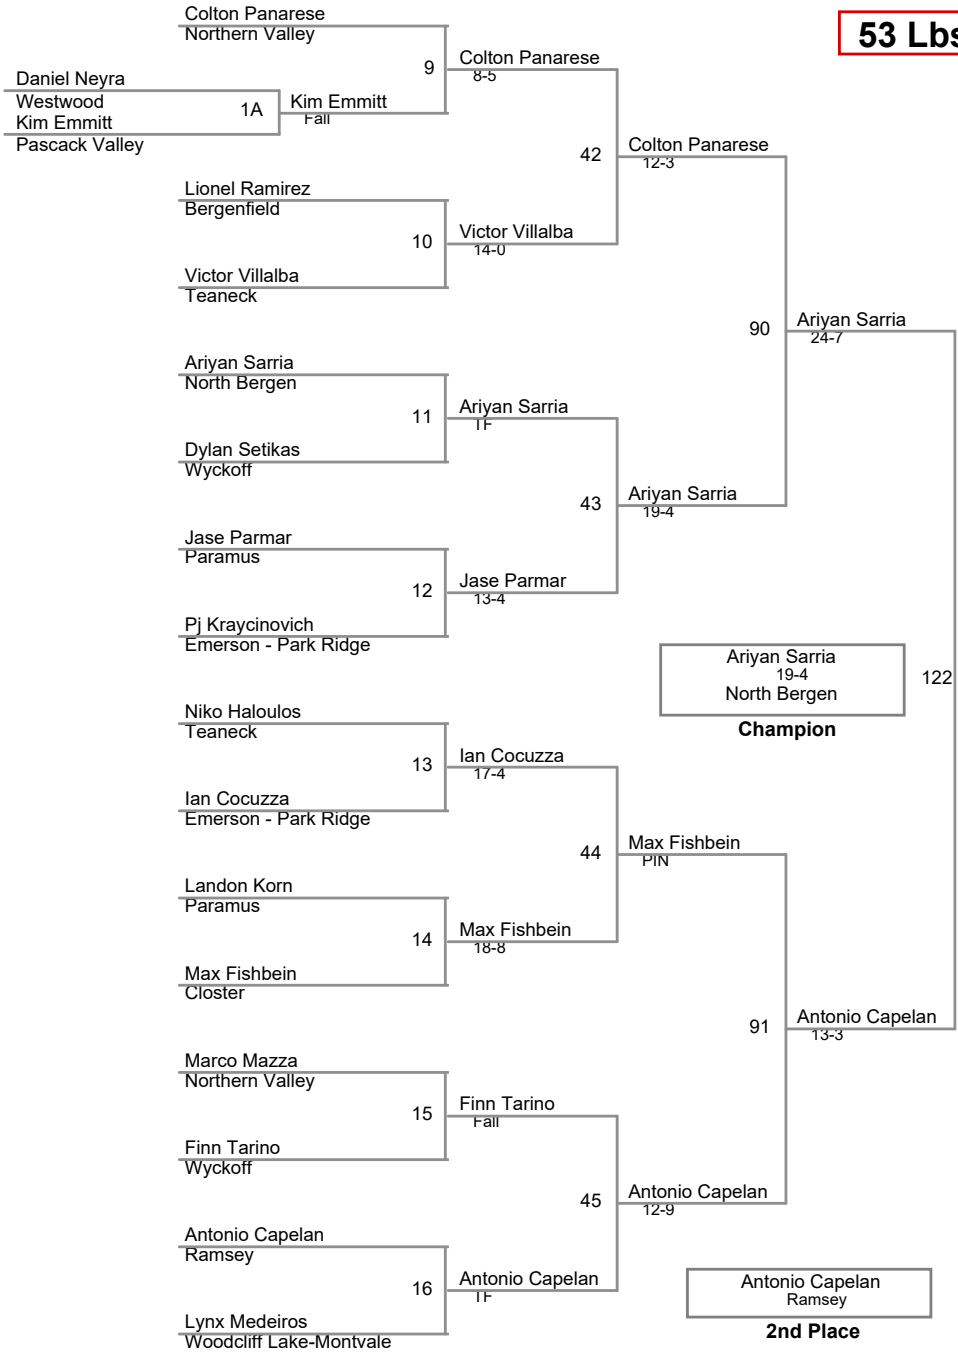 Colton Panarese
Northern Valley
53 Lbs
9
Colton Panarese
8-5
Daniel Neyra
Westwood
1A
Kim Emmitt
Fall
Kim Emmitt
Pascack Valley
42
Colton Panarese
12-3
Lionel Ramirez
Bergenfield
10
Victor Villalba
14-0
Victor Villalba
Teaneck
90
Ariyan Sarria
24-7
Ariyan Sarria
North Bergen
11
Ariyan Sarria
TF
Dylan Setikas
Wyckoff
43
Ariyan Sarria
19-4
Jase Parmar
Paramus
12
Jase Parmar
13-4
Pj Kraycinovich
Emerson - Park Ridge
Ariyan Sarria
19-4
North Bergen
Champion
122
Niko Haloulos
Teaneck
13
Ian Cocuzza
17-4
Ian Cocuzza
Emerson - Park Ridge
44
Max Fishbein
PIN
Landon Korn
Paramus
14
Max Fishbein
18-8
Max Fishbein
Closter
91
Antonio Capelan
13-3
Marco Mazza
Northern Valley
15
Finn Tarino
Fall
Finn Tarino
Wyckoff
45
Antonio Capelan
12-9
Antonio Capelan
Ramsey
16
Antonio Capelan
TF
Lynx Medeiros
Woodcliff Lake-Montvale
Antonio Capelan
Ramsey
2nd Place